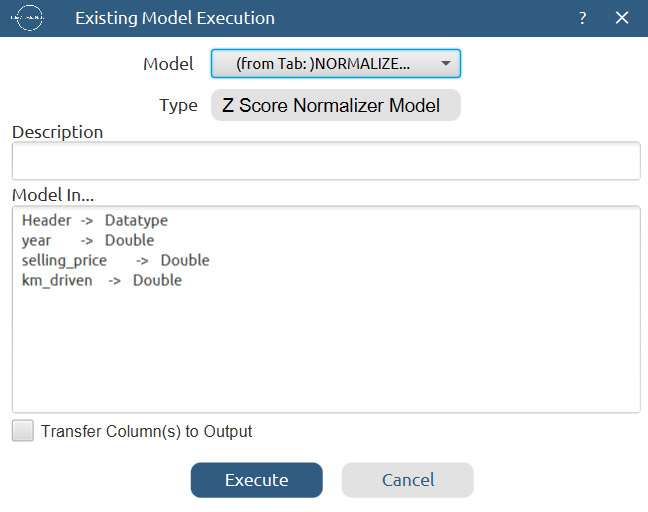 Existing Model Execution ?
Model (from Tab: )NORMALIZE...
Type Z Score Normalizer Model
Description
Model In...
Header -> Datatype
year -> Double
selling_price -> Double
km_driven -> Double
Transfer Column(s) to Output
Execute Cancel